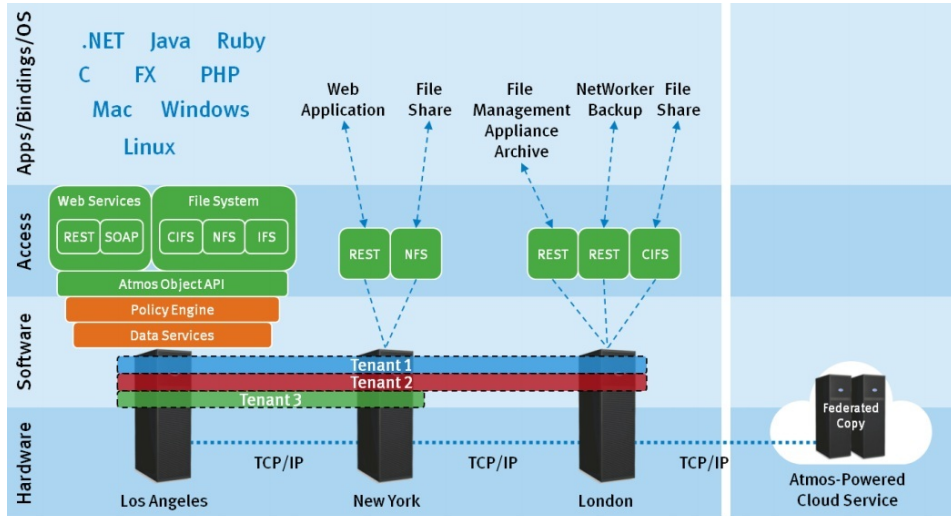 Apps/Bindings/OS
.NET Java Ruby
C FX PHP
Mac Windows
Linux
Web
Application
File
Share
File
Management
Appliance
Archive
NetWorker
Backup
File
Share
Access
Web Services
REST SOAP
File System
CIFS NFS IFS
Atmos Object API
REST NFS
REST REST CIFS
Software
Policy Engine
Data Services
Tenant 1
Tenant 2
Tenant 3
Hardware
TCP/IP
TCP/IP
TCP/IP
Los Angeles
New York
London
Federated
Copy
Atmos-Powered
Cloud Service